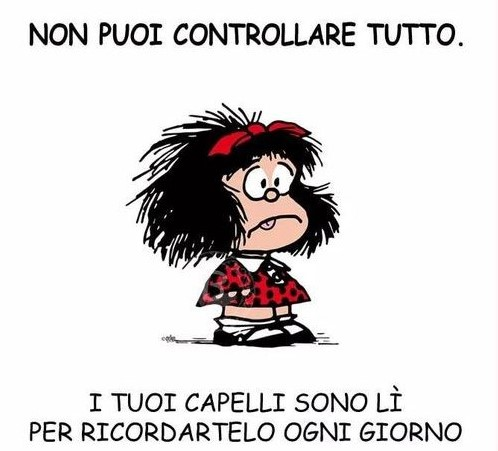 NON PUOI CONTROLLARE TUTTO.
I TUOI CAPELLI SONO LÌ
PER RICORDARTELO OGNI GIORNO